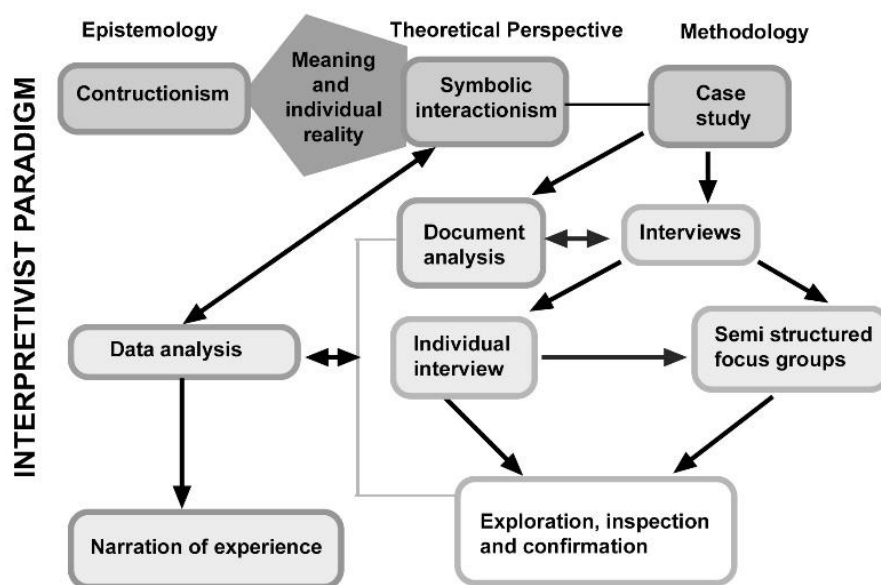 Epistemology
Theoretical Perspective
Methodology
INTERPRETIVIST PARADIGM
Contructionism
Meaning and
individual
reality
Symbolic
interactionism
Case
study
Document
analysis
Interviews
Data analysis
Individual
interview
Semi structured
focus groups
Narration of experience
Exploration, inspection
and confirmation